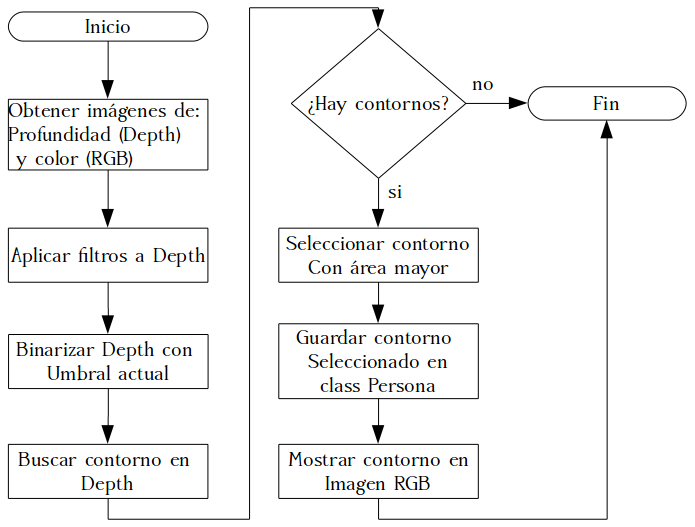 Inicio
Obtener imágenes de:
Profundidad (Depth)
y color (RGB)
Aplicar filtros a Depth
Binarizar Depth con
Umbral actual
Buscar contorno en
Depth
¿Hay contornos?
no
Fin
si
Seleccionar contorno
Con área mayor
Guardar contorno
Seleccionado en
class Persona
Mostrar contorno en
Imagen RGB